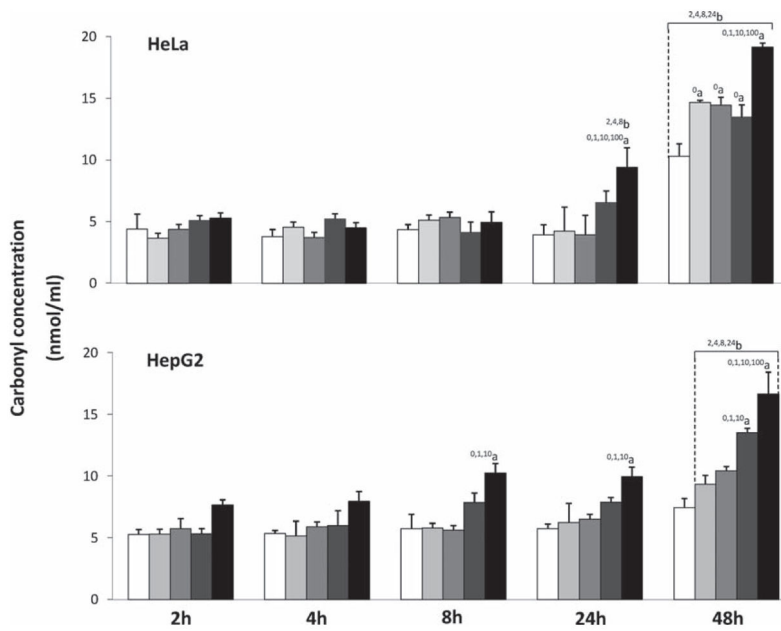 Carbonyl concentration
(nmol/ml)
HeLa
20
15
10
5
0
2,4,8b
0,1,10,100a
2,4,8,24b
0a
0a
0a
0,1,10,100a
HepG2
20
15
10
5
0
0,1,10a
0,1,10a
2,4,8,24b
0,1,10a
0,1,10,100a
2h 4h 8h 24h 48h